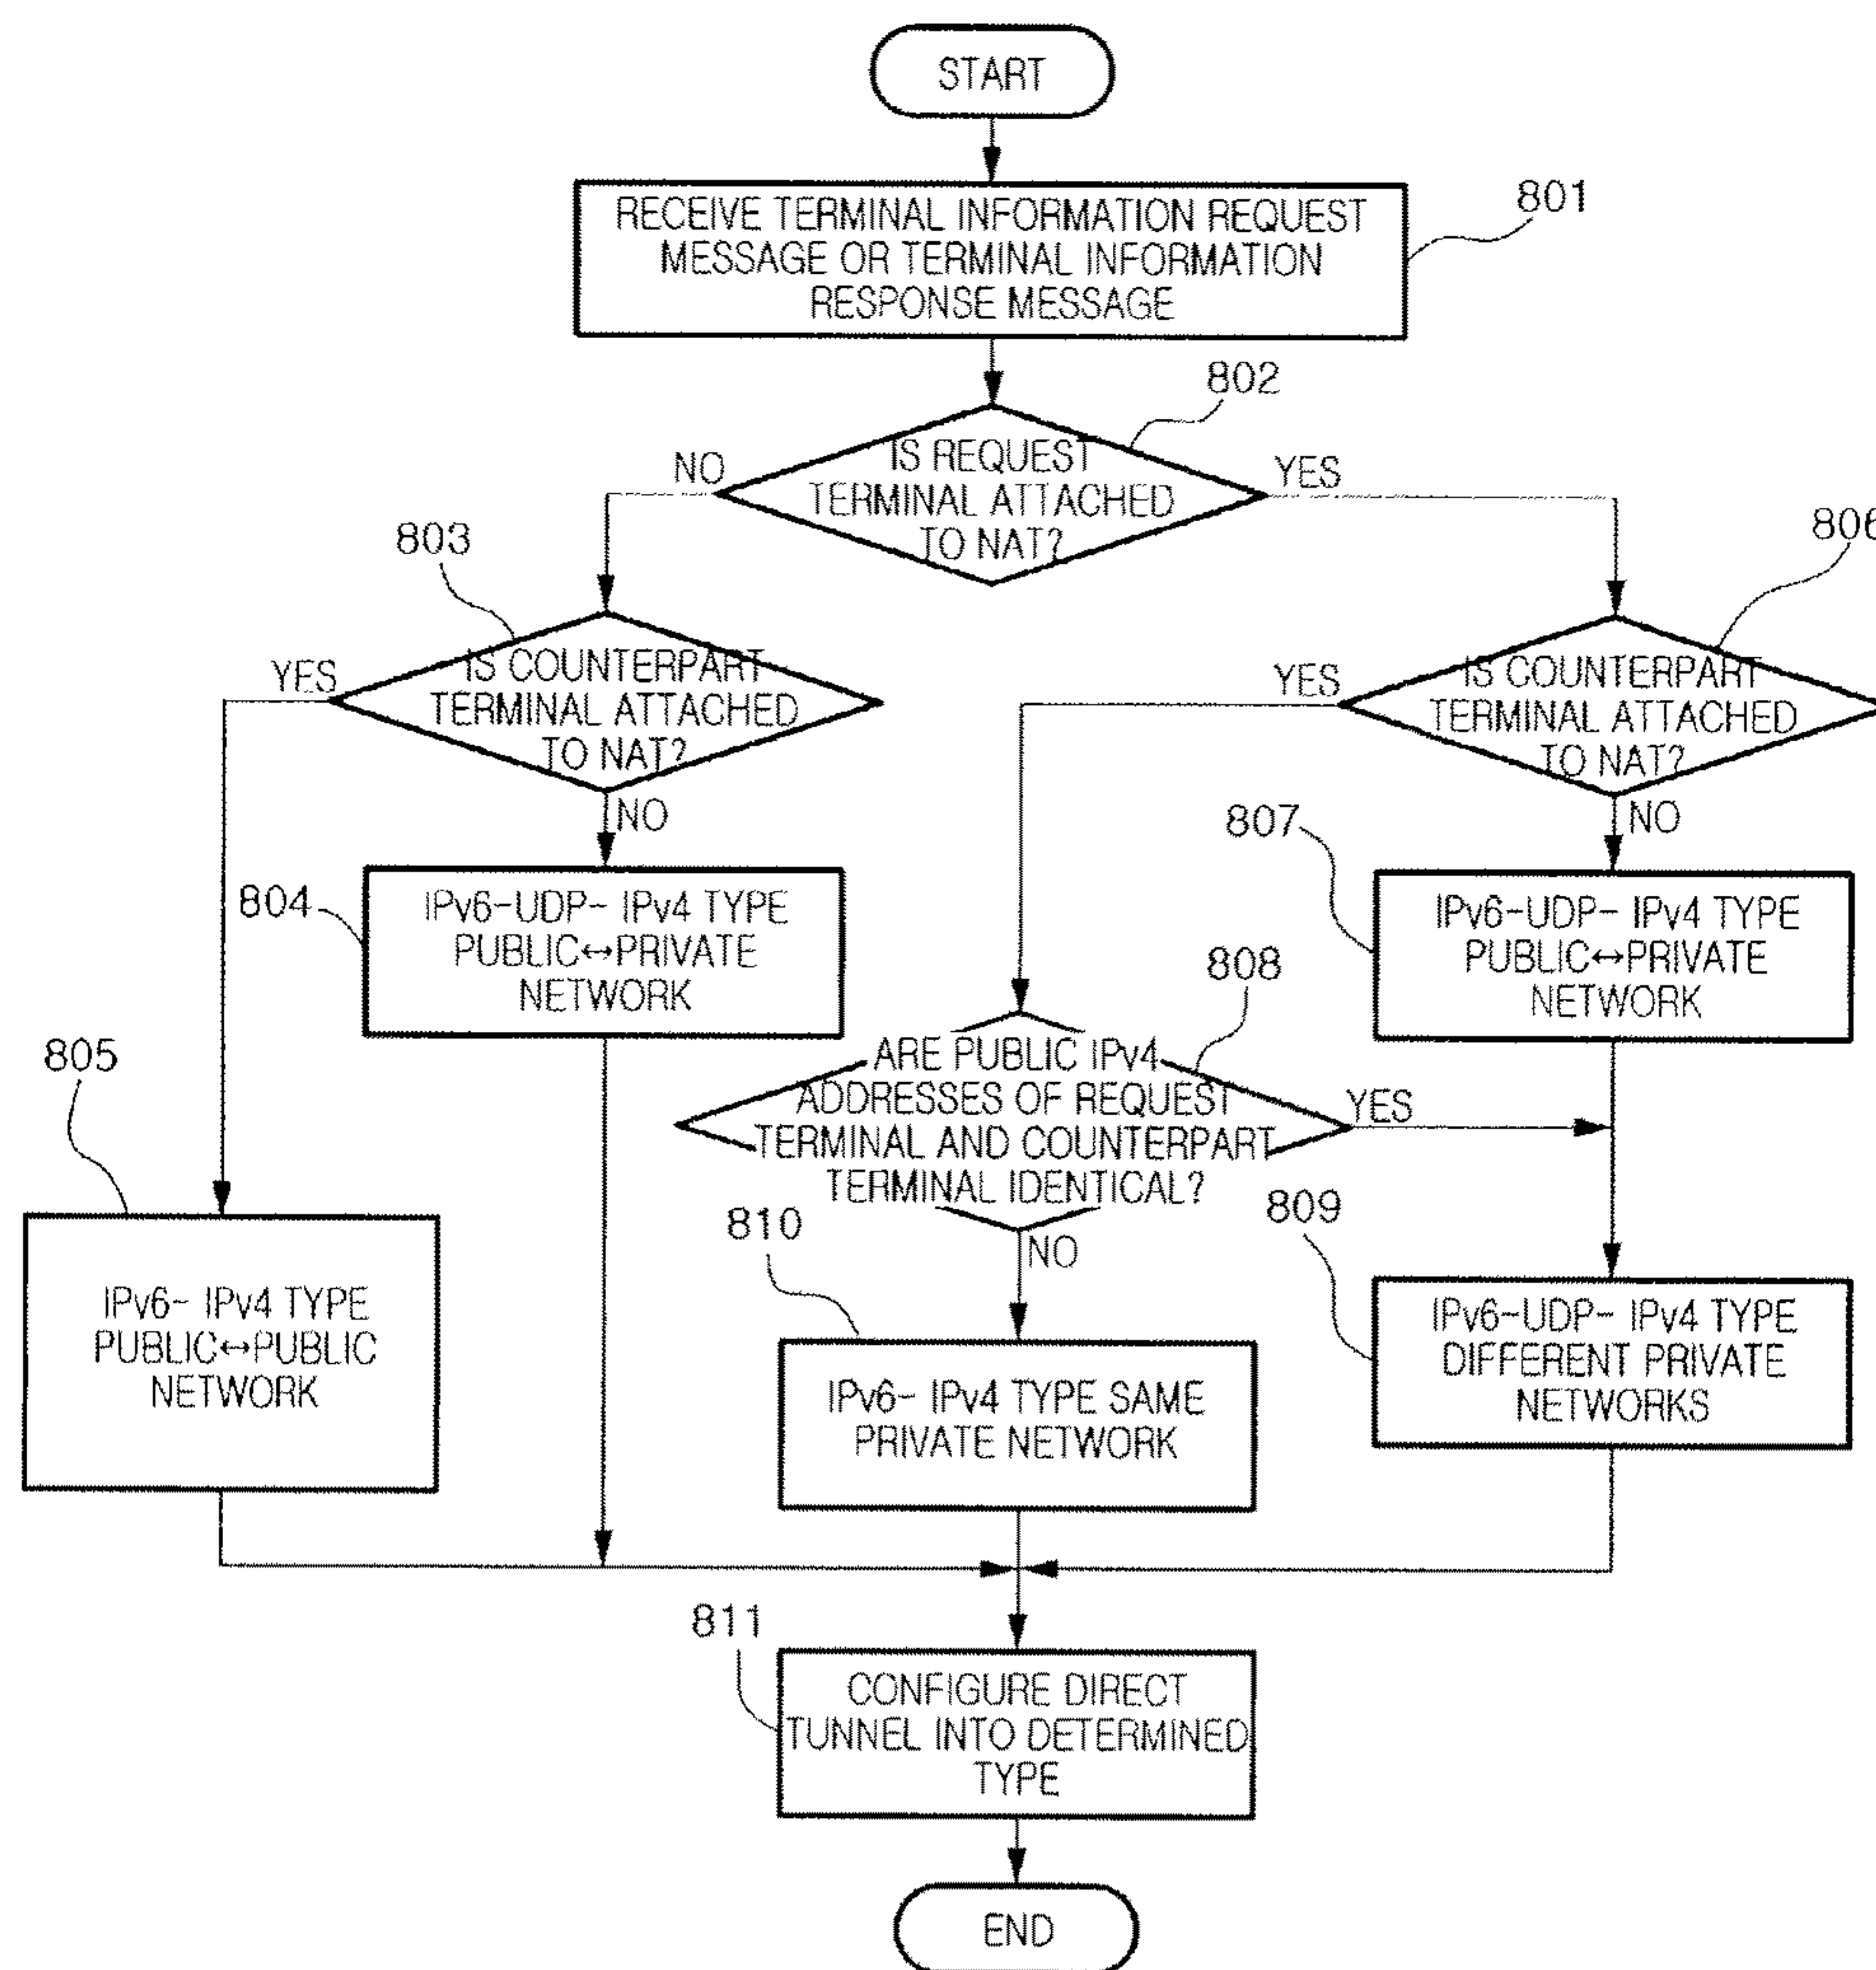 START
RECEIVE TERMINAL INFORMATION REQUEST
MESSAGE OR TERMINAL INFORMATION
RESPONSE MESSAGE
801
802
IS REQUEST
TERMINAL ATTACHED
TO NAT?
NO
YES
803
806
IS COUNTERPART
TERMINAL ATTACHED
TO NAT?
YES
NO
IS COUNTERPART
TERMINAL ATTACHED
TO NAT?
YES
NO
804
IPv6-UDP- IPv4 TYPE
PUBLIC↔PRIVATE
NETWORK
807
IPv6-UDP- IPv4 TYPE
PUBLIC↔PRIVATE
NETWORK
808
ARE PUBLIC IPv4
ADDRESSES OF REQUEST
TERMINAL AND COUNTERPART
TERMINAL IDENTICAL?
YES
NO
805
IPv6- IPv4 TYPE
PUBLIC↔PUBLIC
NETWORK
810
IPv6- IPv4 TYPE SAME
PRIVATE NETWORK
809
IPv6-UDP- IPv4 TYPE
DIFFERENT PRIVATE
NETWORKS
811
CONFIGURE DIRECT
TUNNEL INTO DETERMINED
TYPE
END